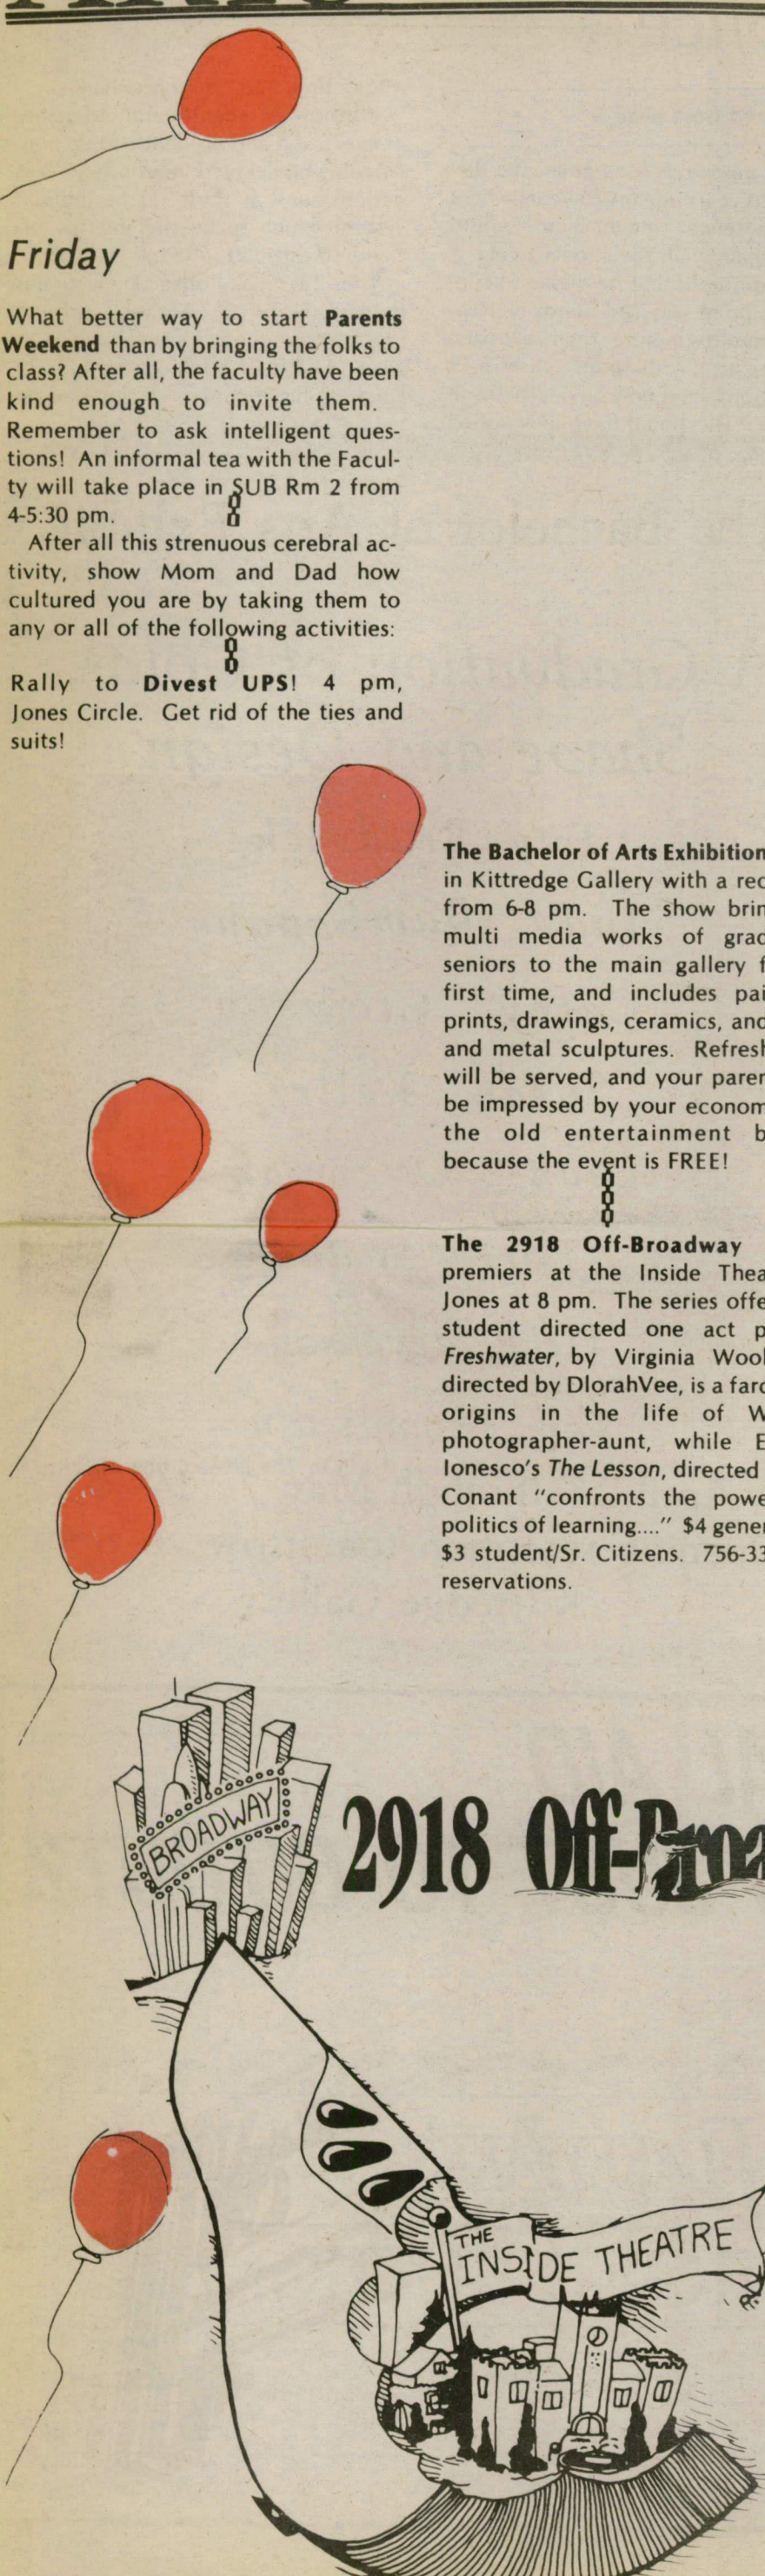 Friday
What better way to start Parents
Weekend than by bringing the folks to
class? After all, the faculty have been
kind enough to invite them.
Remember to ask intelligent ques-
tions! An informal tea with the Facul-
ty will take place in SUB Rm 2 from
4-5:30 pm.
After all this strenuous cerebral ac-
tivity, show Mom and Dad how
cultured you are by taking them to
any or all of the following activities:
Rally to Divest UPS! 4 pm,
Jones Circle. Get rid of the ties and
suits!
The Bachelor of Arts Exhibition
in Kittredge Gallery with a rec
from 6-8 pm. The show brin
multi media works of grad
seniors to the main gallery f
first time, and includes pai
prints, drawings, ceramics, and
and metal sculptures. Refresh
will be served, and your paren
be impressed by your econom
the old entertainment b
because the event is FREE!
The 2918 Off-Broadway
premiers at the Inside Thea
Jones at 8 pm. The series offe
student directed one act p
Freshwater, by Virginia Wool
directed by DlorahVee, is a farc
origins in the life of W
photographer-aunt, while E
Ionesco's The Lesson, directed
Conant "confronts the powe
politics of learning...." $4 gener
$3 student/Sr. Citizens. 756-33
reservations.
BROADWAY
2918 Off-Broa
THE
INSIDE THEATRE